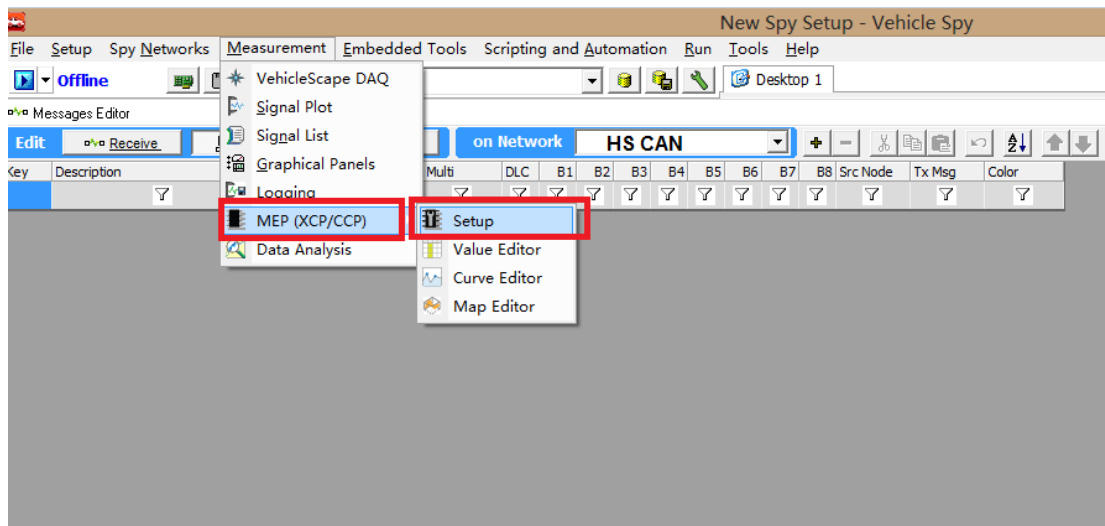 New Spy Setup - Vehicle Spy
File Setup Spy Networks Measurement Embedded Tools Scripting and Automation Run Tools Help
Offline
Desktop 1
VehicleScape DAQ
Signal Plot
Signal List
Graphical Panels
Logging
MEP (XCP/CCP)
Data Analysis
Setup
Value Editor
Curve Editor
Map Editor
Messages Editor
Edit Receive on Network HS CAN
Key Description Multi DLC B1 B2 B3 B4 B5 B6 B7 B8 Src Node Tx Msg Color